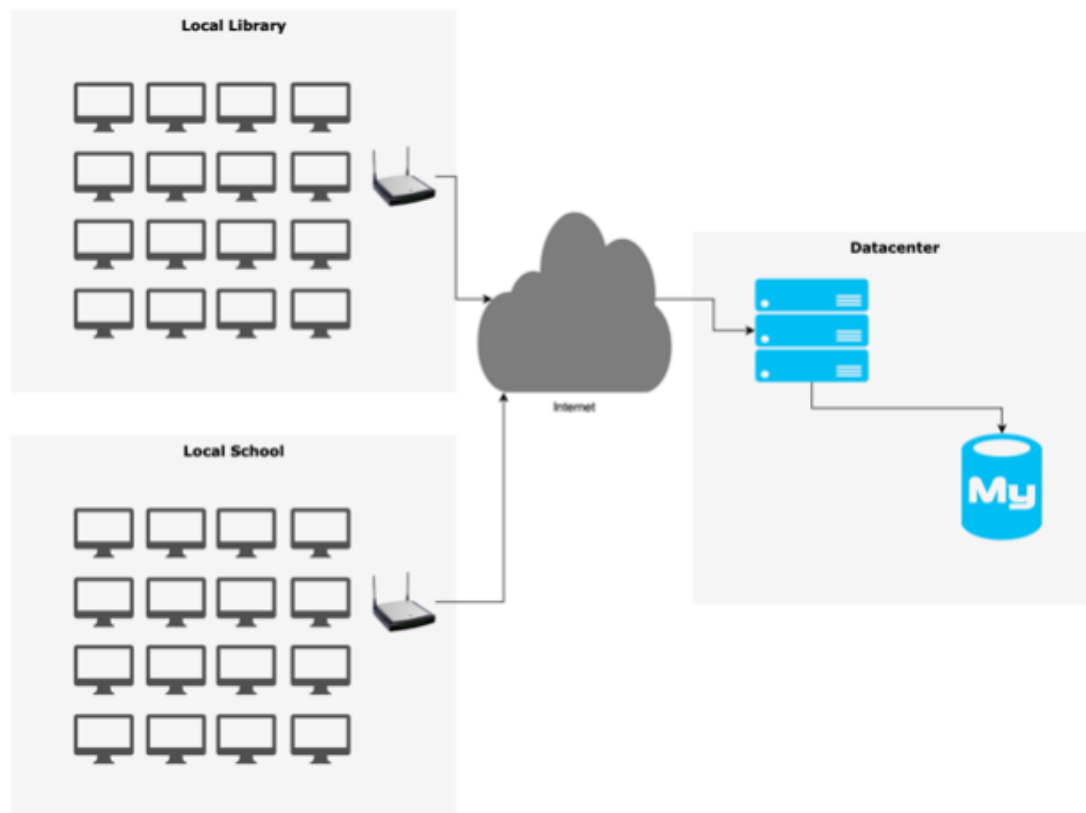 Local Library
Datacenter
Internet
Local School
My